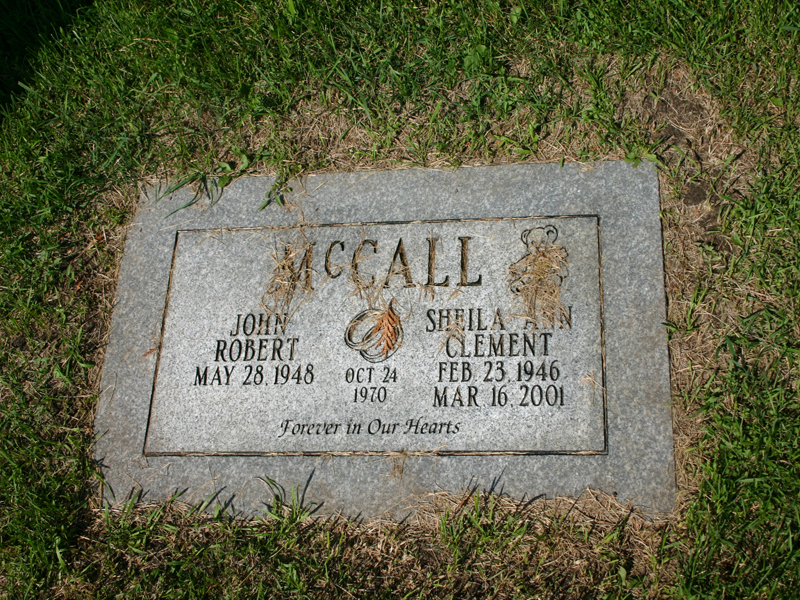 McCALL
JOHN
ROBERT
MAY 28, 1948
OCT 24
1970
SHEILA ANN
CLEMENT
FEB. 23, 1946
MAR 16, 2001
Forever in Our Hearts